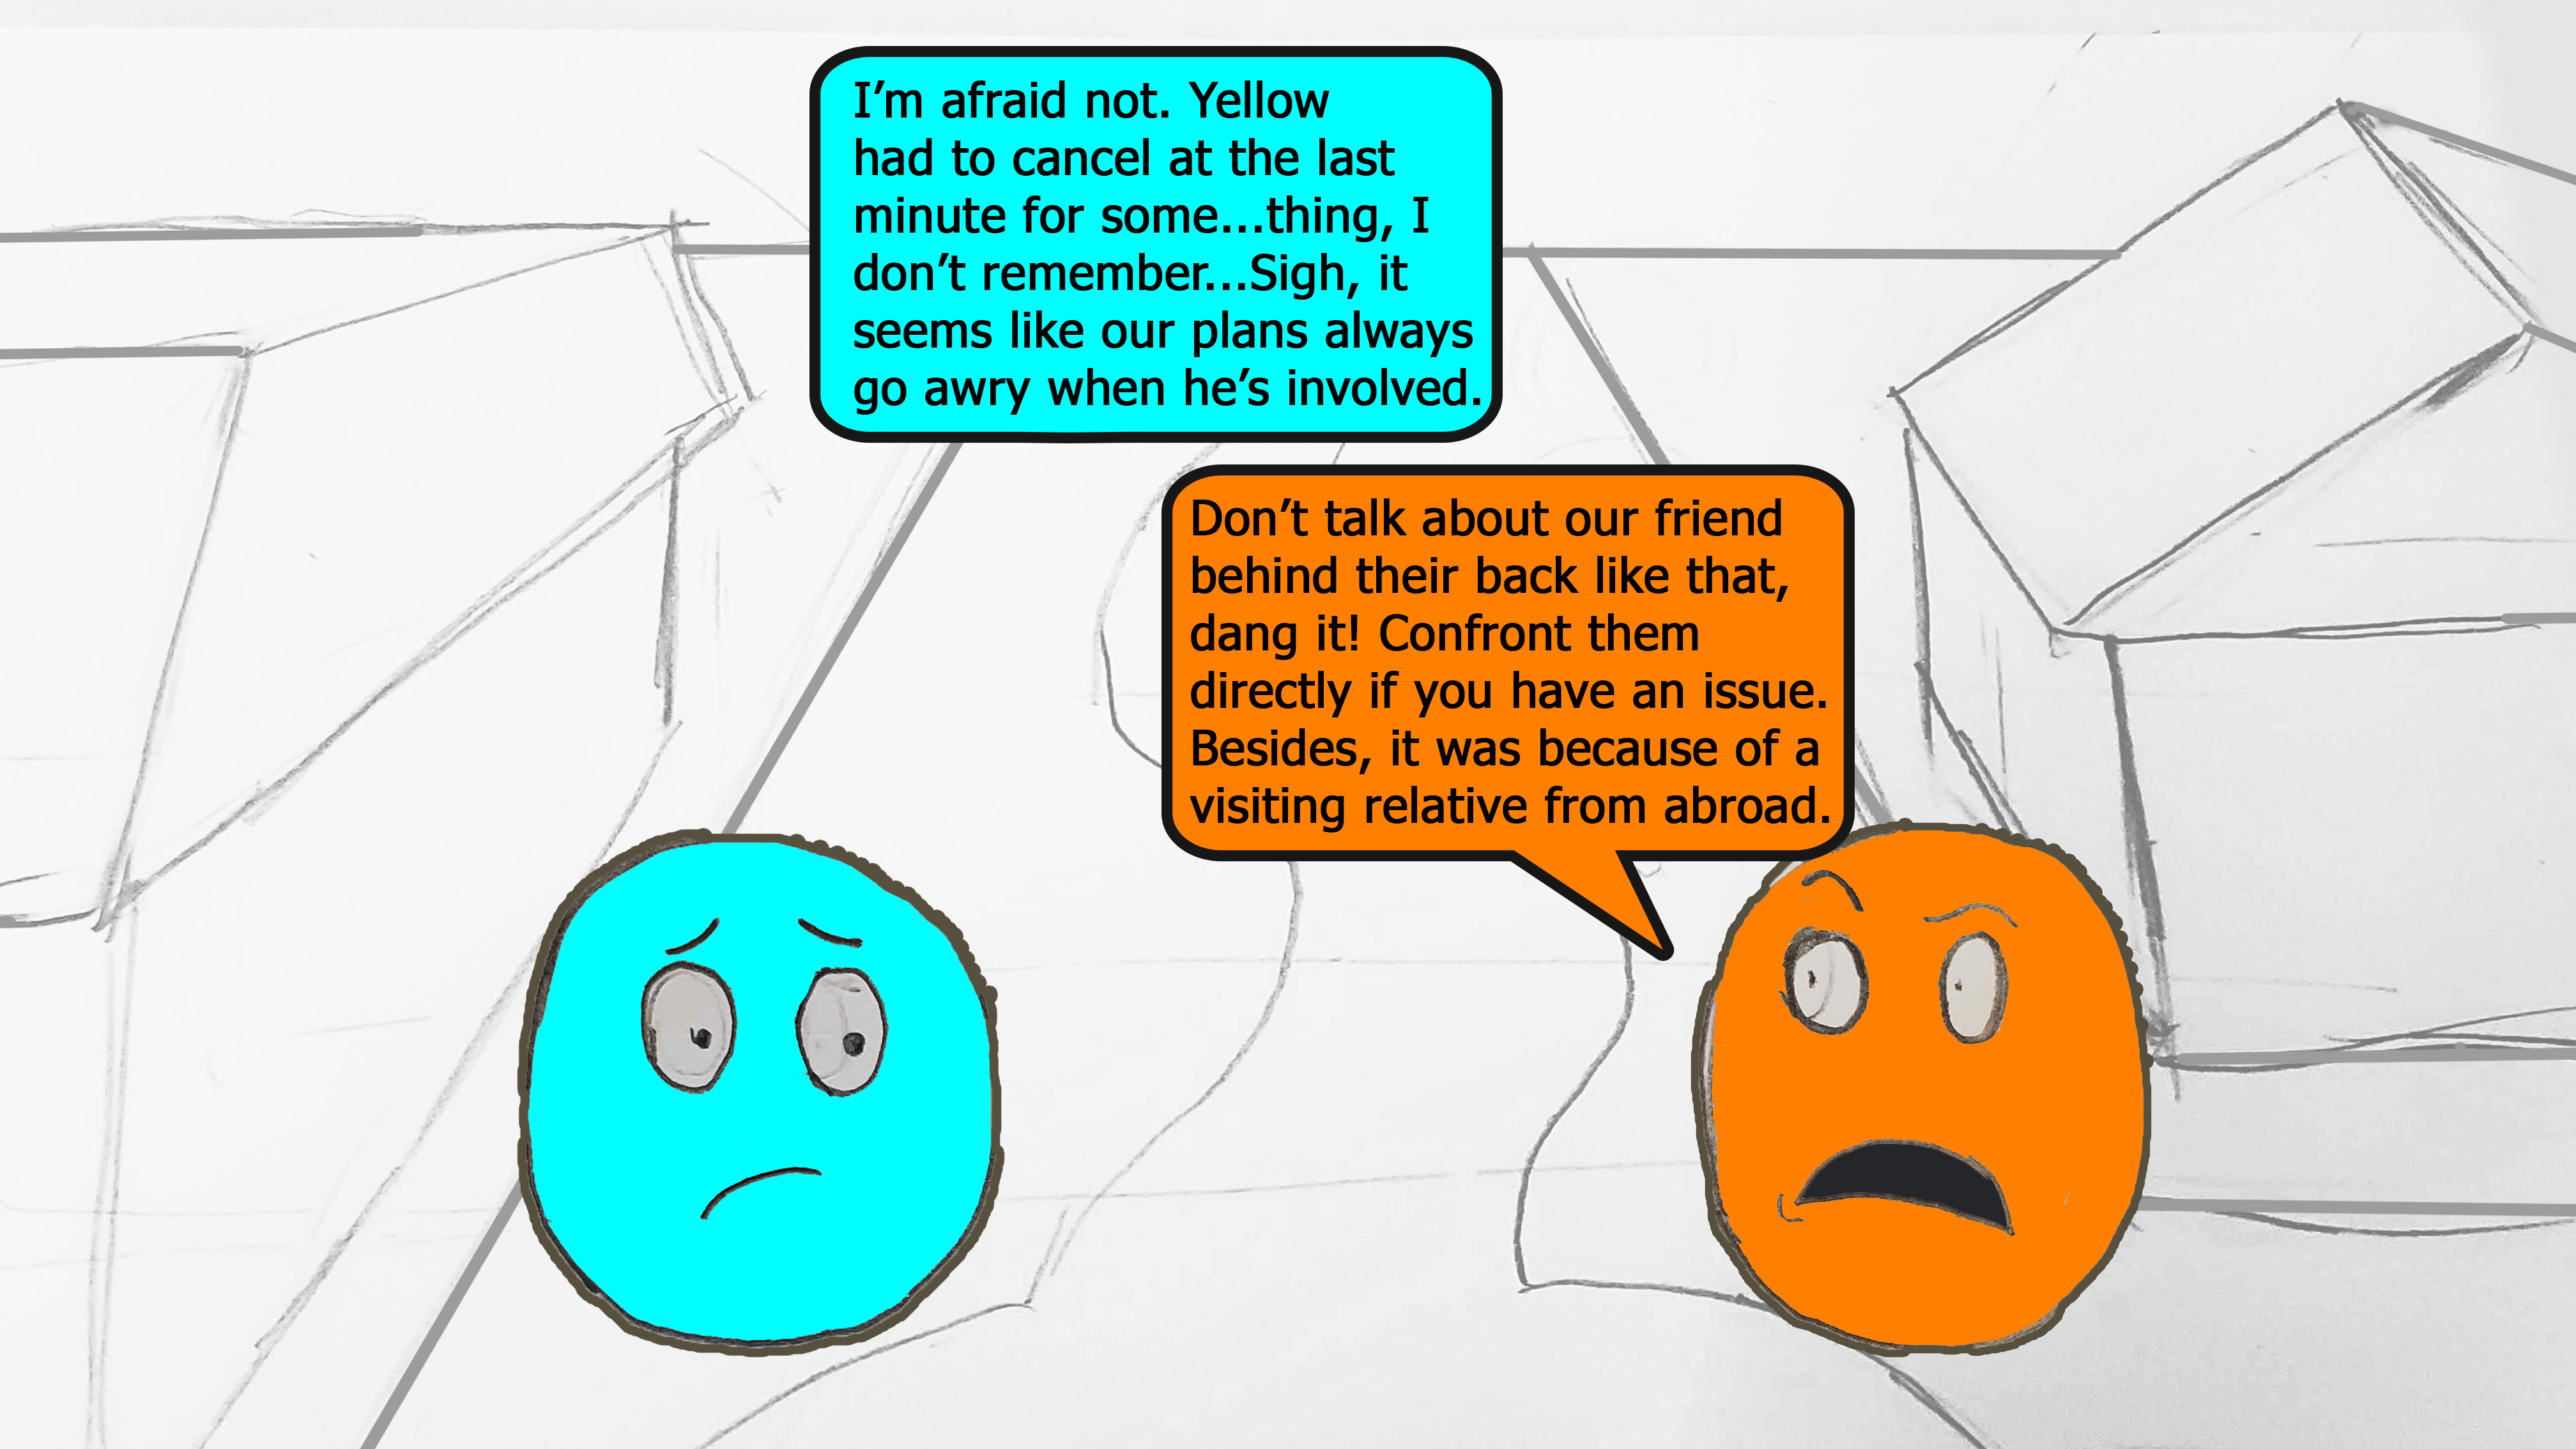 I’m afraid not. Yellow
had to cancel at the last
minute for some...thing, I
don’t remember...Sigh, it
seems like our plans always
go awry when he’s involved.
Don’t talk about our friend
behind their back like that,
dang it! Confront them
directly if you have an issue.
Besides, it was because of a
visiting relative from abroad.